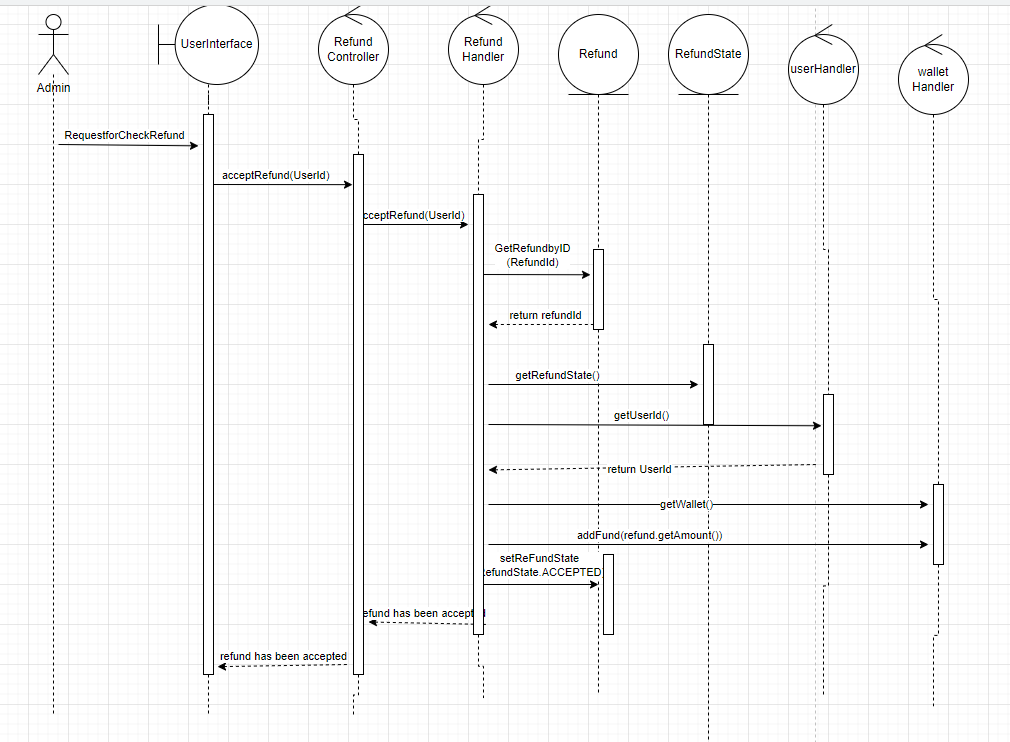 UserInterface
Refund
Controller
Refund
Handler
Refund
RefundState
userHandler
wallet
Handler
Admin
RequestforCheckRefund
acceptRefund(UserId)
cceptRefund(UserId)
GetRefundbyID
(RefundId)
return refundId
getRefundState()
getUserId()
return UserId
getWallet()
addFund(refund.getAmount())
setReFundState
efundState.ACCEPTED)
efund has been accepted
refund has been accepted